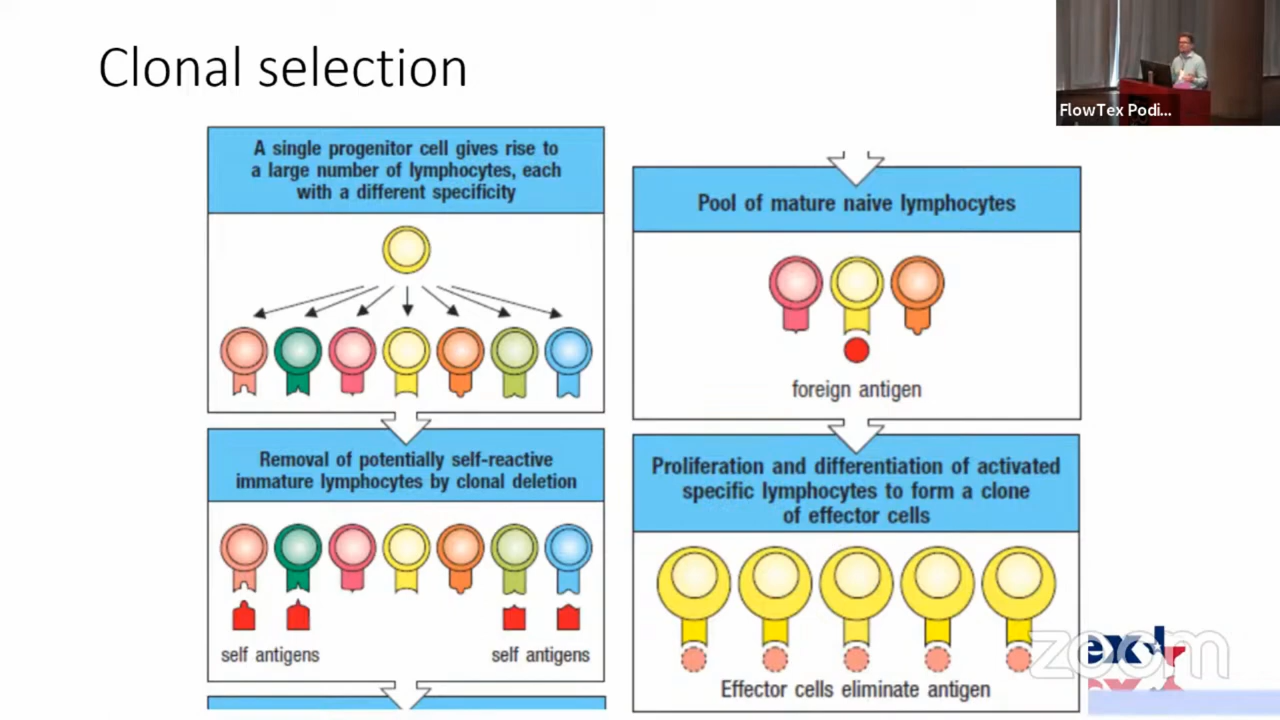 Clonal selection
FlowTex Podi...
A single progenitor cell gives rise to
a large number of lymphocytes, each
with a different specificity
Removal of potentially self-reactive
immature lymphocytes by clonal deletion
self antigens
self antigens
Pool of mature naive lymphocytes
foreign antigen
Proliferation and differentiation of activated
specific lymphocytes to form a clone
of effector cells
Effector cells eliminate antigen
zoom